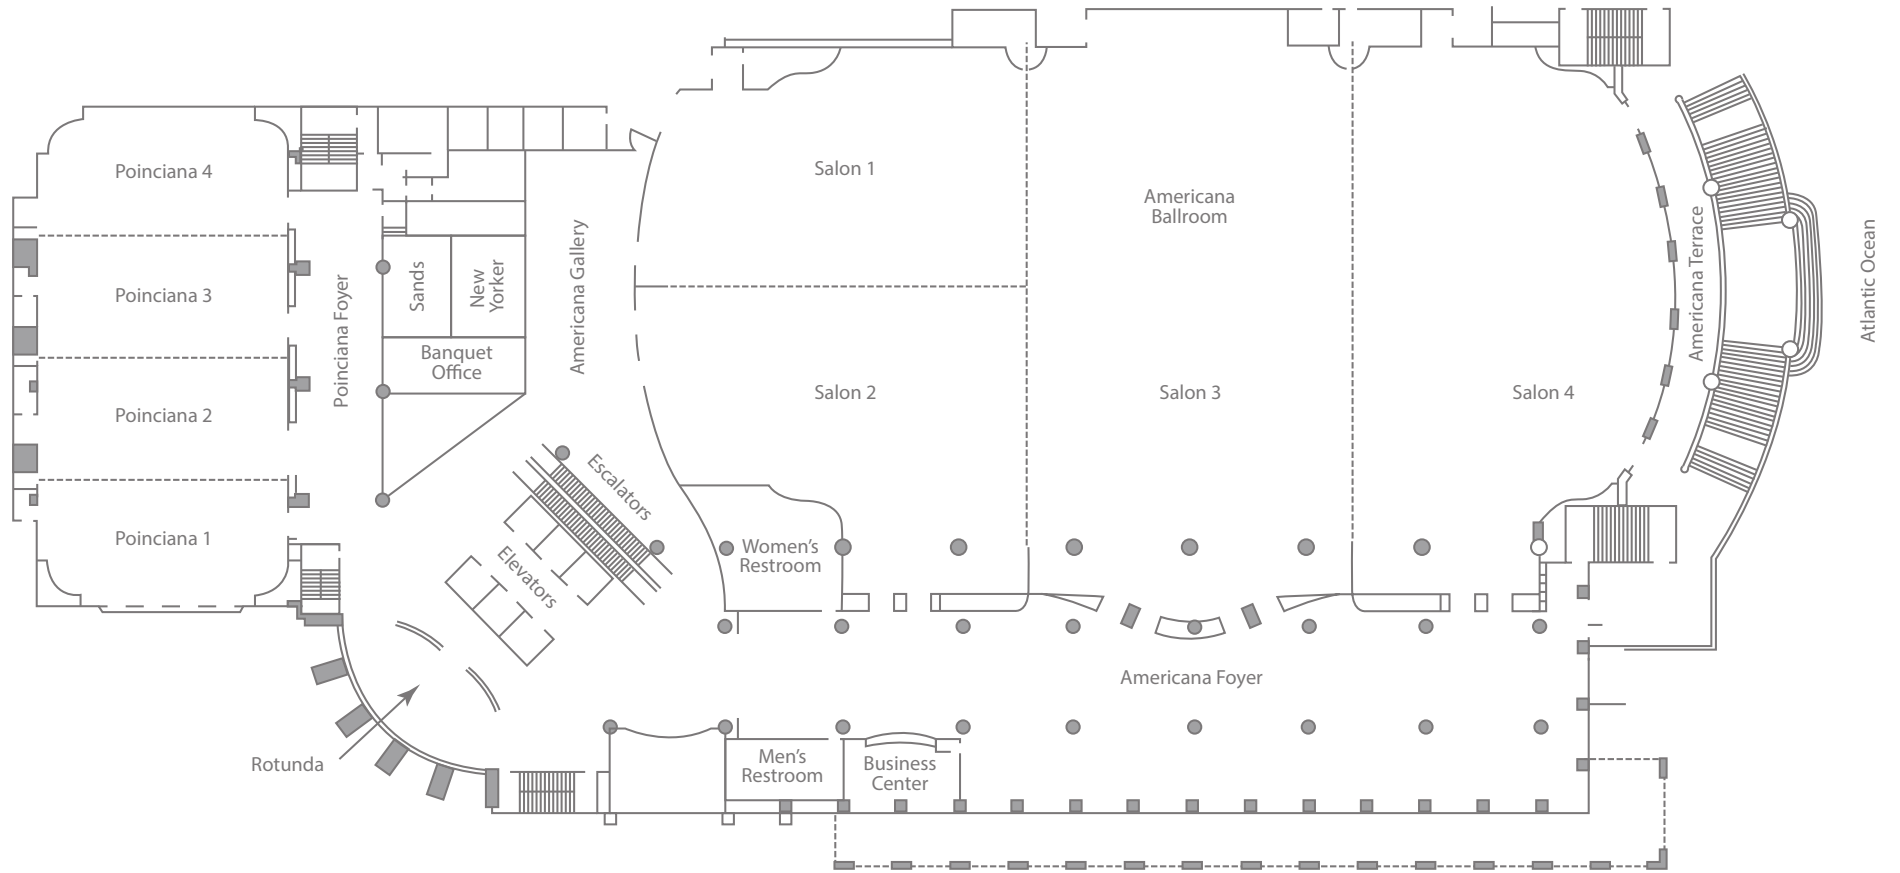 Poinciana 4
Salon 1
Americana
Ballroom
Poinciana 3
Poinciana Foyer
Sands
New
Yorker
Americana Gallery
Americana Terrace
Atlantic Ocean
Banquet
Office
Poinciana 2
Salon 2
Salon 3
Salon 4
Escalators
Poinciana 1
Elevators
Women's
Restroom
Americana Foyer
Rotunda
Men's
Restroom
Business
Center